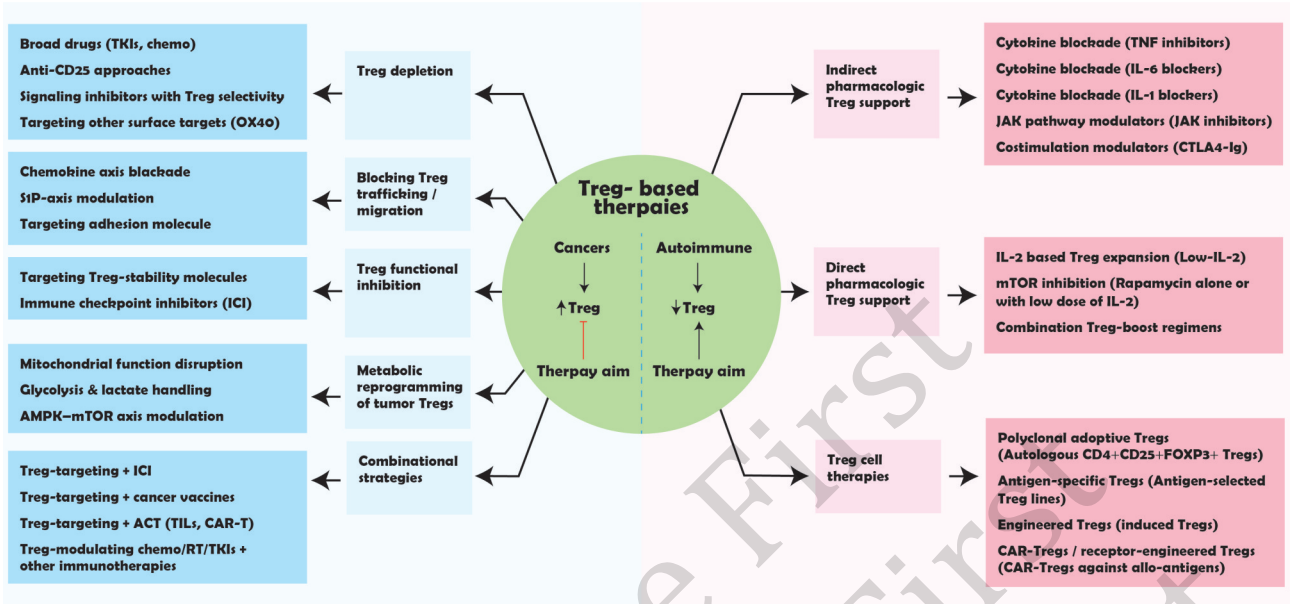 Broad drugs (TKIs, chemo)
Anti-CD25 approaches
Signaling inhibitors with Treg selectivity
Targeting other surface targets (OX40)
Treg depletion
Chemokine axis blackade
S1P-axis modulation
Targeting adhesion molecule
Blocking Treg
trafficking /
migration
Targeting Treg-stability molecules
Immune checkpoint inhibitors (ICI)
Treg functional
inhibition
Mitochondrial function disruption
Glycolysis & lactate handling
AMPK–mTOR axis modulation
Metabolic
reprogramming
of tumor Tregs
Treg-targeting + ICI
Treg-targeting + cancer vaccines
Treg-targeting + ACT (TILs, CAR-T)
Treg-modulating chemo/RT/TKIs +
other immunotherapies
Combinational
strategies
Treg- based
therpaies
Cancers
↑Treg
Therpay aim
Autoimmune
↓Treg
Therpay aim
Indirect
pharmacologic
Treg support
Cytokine blockade (TNF inhibitors)
Cytokine blockade (IL-6 blockers)
Cytokine blockade (IL-1 blockers)
JAK pathway modulators (JAK inhibitors)
Costimulation modulators (CTLA4-Ig)
Direct
pharmacologic
Treg support
IL-2 based Treg expansion (Low-IL-2)
mTOR inhibition (Rapamycin alone or
with low dose of IL-2)
Combination Treg-boost regimens
Treg cell
therapies
Polyclonal adoptive Tregs
(Autologous CD4+CD25+FOXP3+ Tregs)
Antigen-specific Tregs (Antigen-selected
Treg lines)
Engineered Tregs (induced Tregs)
CAR-Tregs / receptor-engineered Tregs
(CAR-Tregs against allo-antigens)
First
First